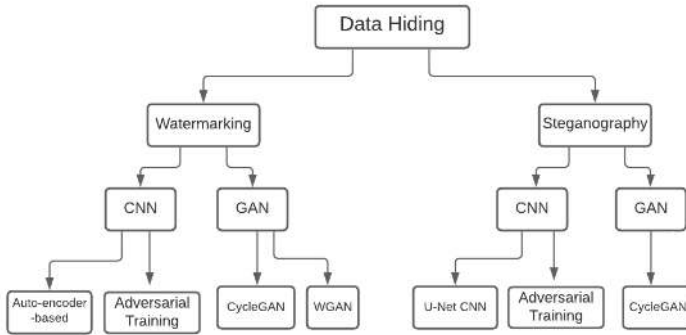 Data Hiding
Watermarking
Steganography
CNN
GAN
CNN
GAN
Auto-encoder
-based
Adversarial
Training
CycleGAN
WGAN
U-Net CNN
Adversarial
Training
CycleGAN